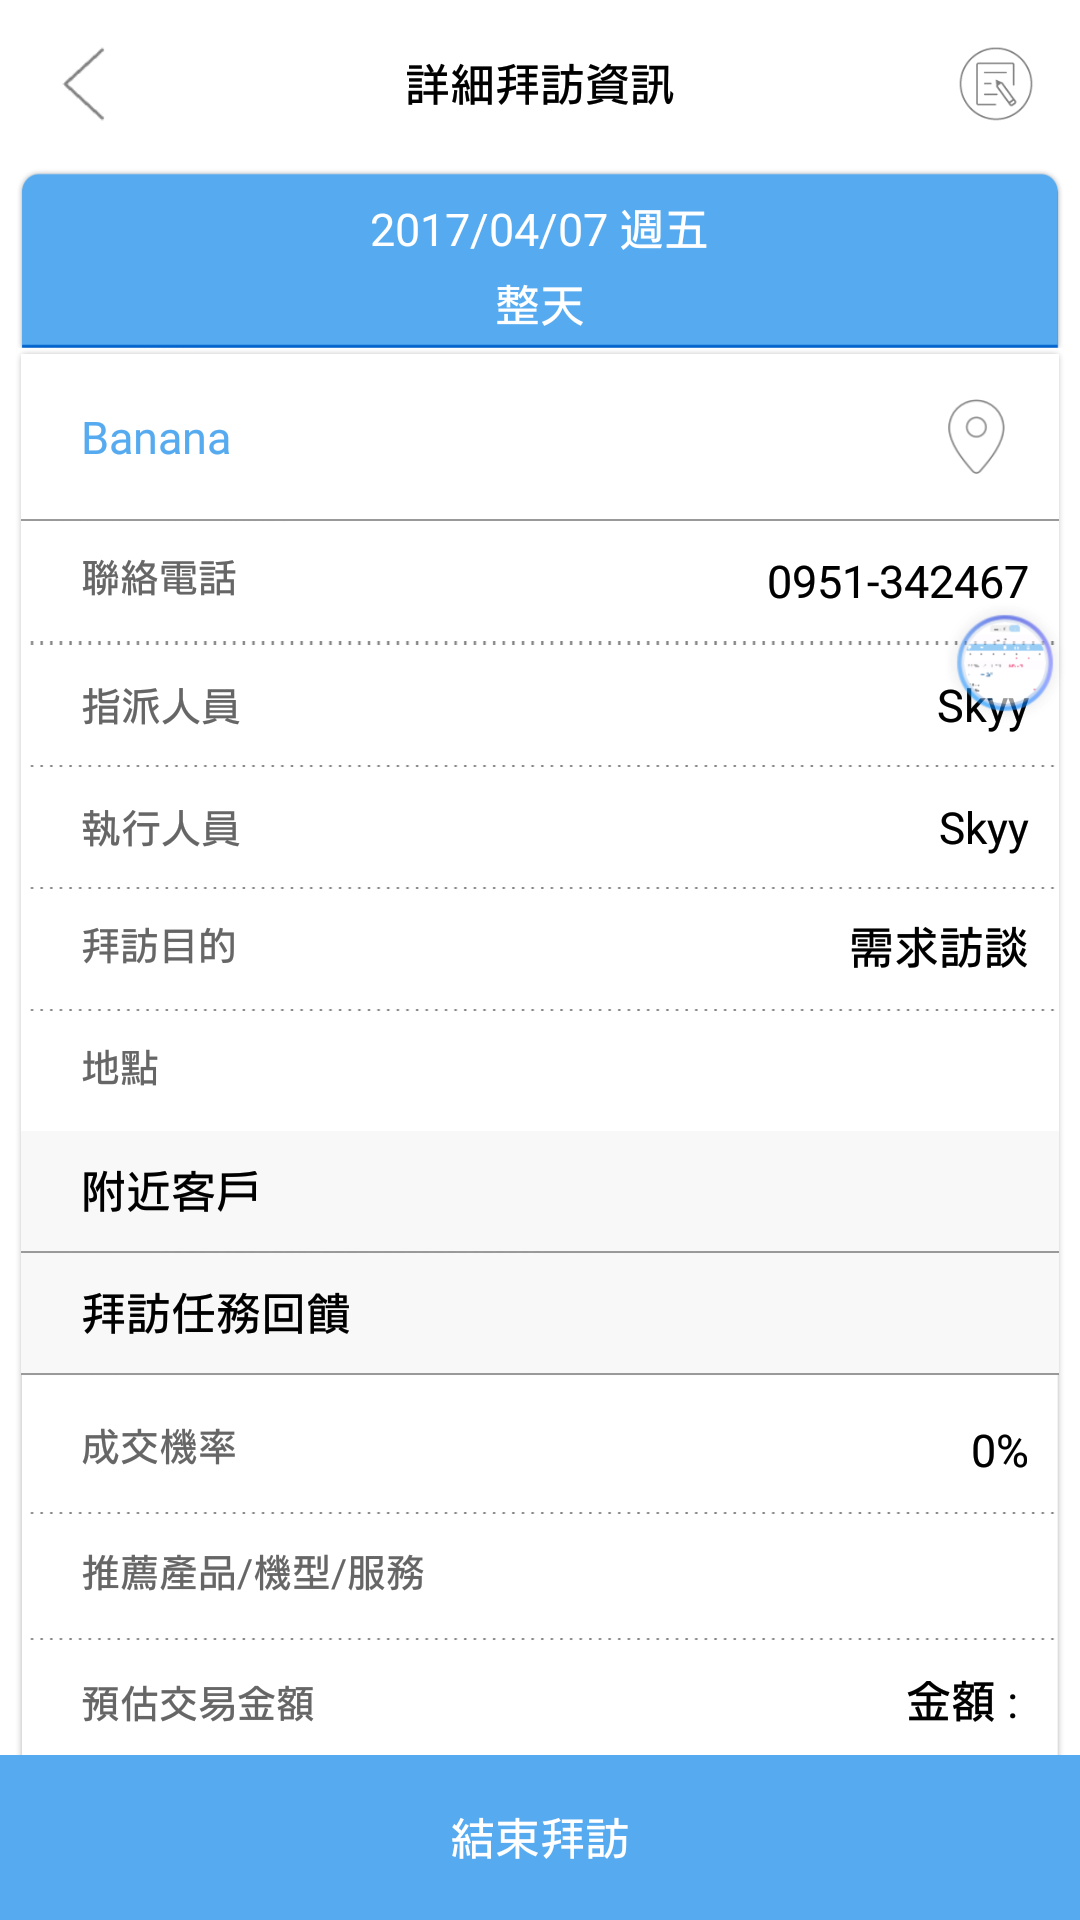 詳細拜訪資訊
2017/04/07 週五
整天
Banana
聯絡電話
0951-342467
指派人員
Skyy
執行人員
Skyy
拜訪目的
需求訪談
地點
附近客戶
拜訪任務回饋
成交機率
0%
推薦產品/機型/服務
預估交易金額
金額 :
結束拜訪